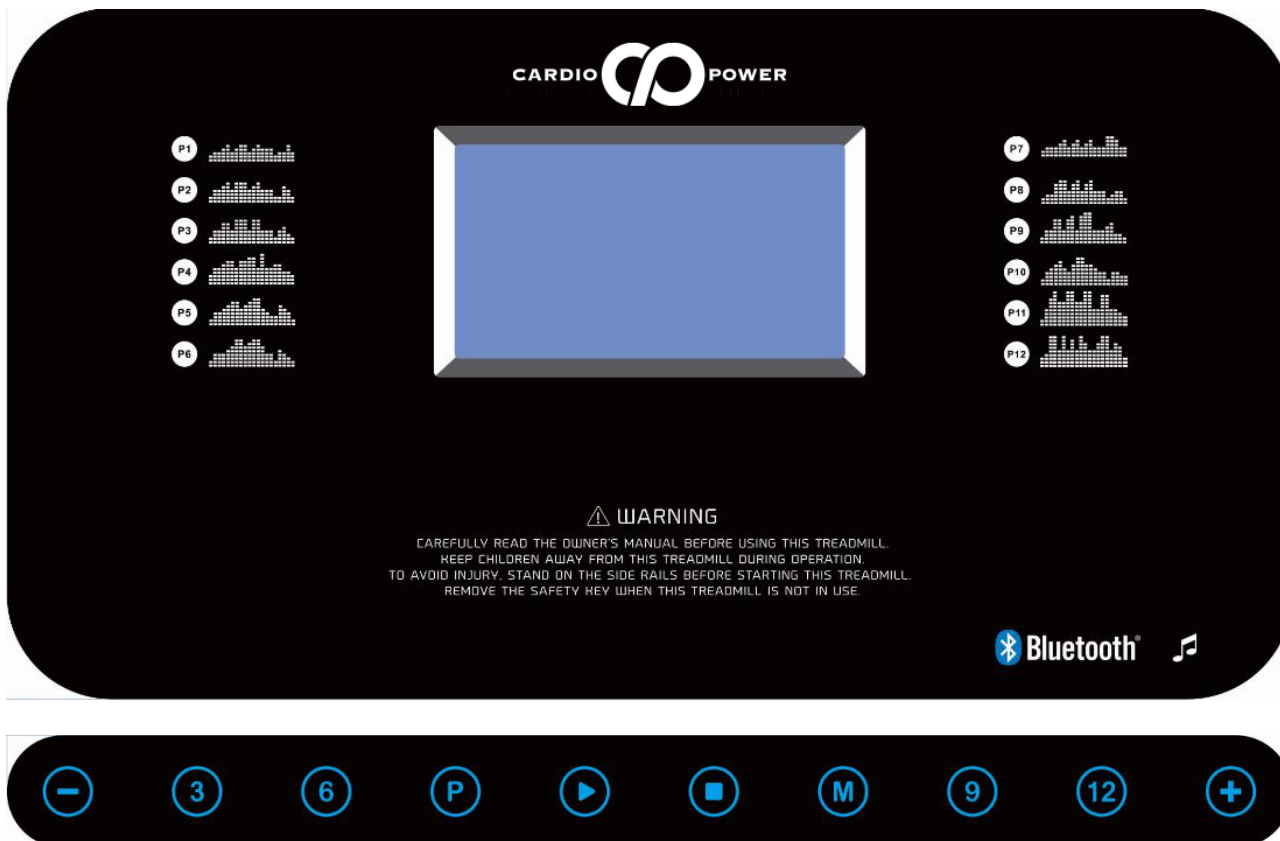 CARDIO CP POWER
P1
P2
P3
P4
P5
P6
P7
P8
P9
P10
P11
P12
WARNING
CAREFULLY READ THE OWNER'S MANUAL BEFORE USING THIS TREADMILL.
KEEP CHILDREN AWAY FROM THIS TREADMILL DURING OPERATION.
TO AVOID INJURY, STAND ON THE SIDE RAILS BEFORE STARTING THIS TREADMILL.
REMOVE THE SAFETY KEY WHEN THIS TREADMILL IS NOT IN USE.
Bluetooth®
3 6 P M 9 12